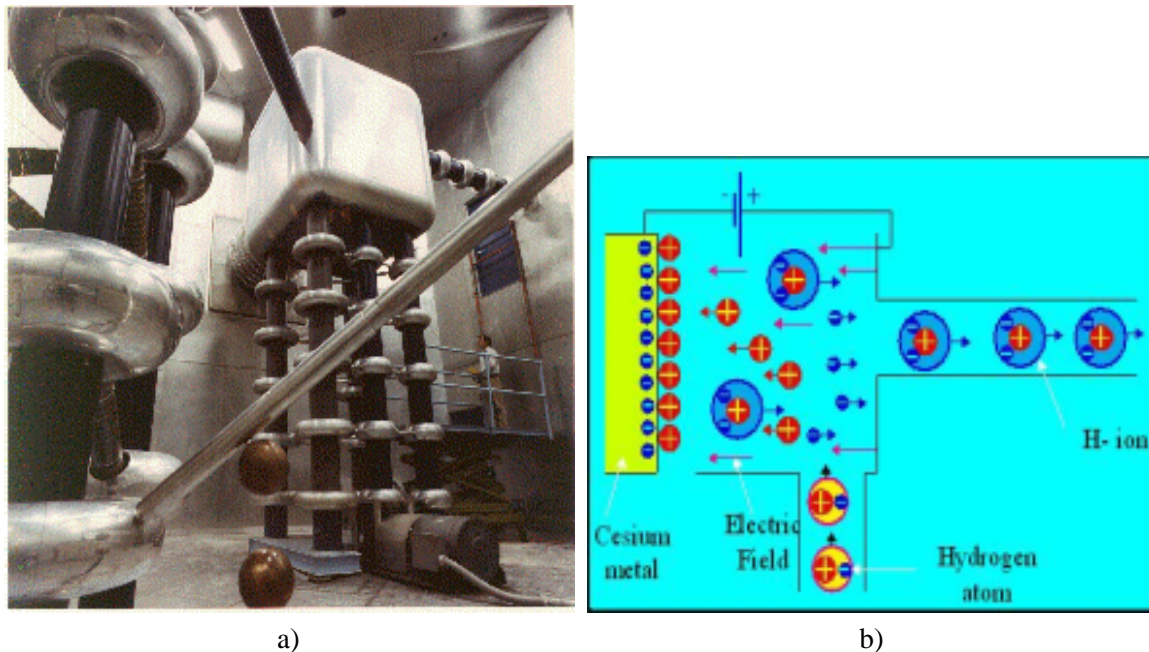 - +
H- ion
Cesium
metal
Electric
Field
Hydrogen
atom
a)
b)